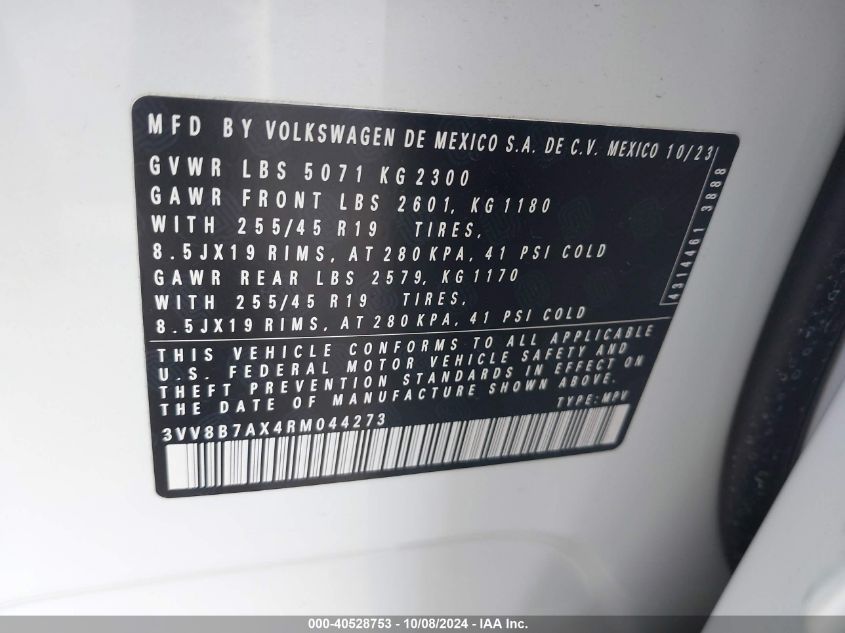 MFD BY VOLKSWAGEN DE MEXICO S.A. DE C.V. MEXICO 10/23
GVWR LBS 5071 KG 2300
GAWR FRONT LBS 2601, KG 1180
WITH 255/45 R19 TIRES,
8.5JX19 RIMS, AT 280 KPA, 41 PSI COLD
GAWR REAR LBS 2579, KG 1170
WITH 255/45 R19 TIRES,
8.5JX19 RIMS, AT 280 KPA, 41 PSI COLD
4314461 3888
THIS VEHICLE CONFORMS TO ALL APPLICABLE
U.S. FEDERAL MOTOR VEHICLE SAFETY AND
THEFT PREVENTION STANDARDS IN EFFECT ON
THE DATE OF MANUFACTURE SHOWN ABOVE.
TYPE: MPV
3VV8B7AX4RM044273
000-40528753 - 10/08/2024 - IAA Inc.